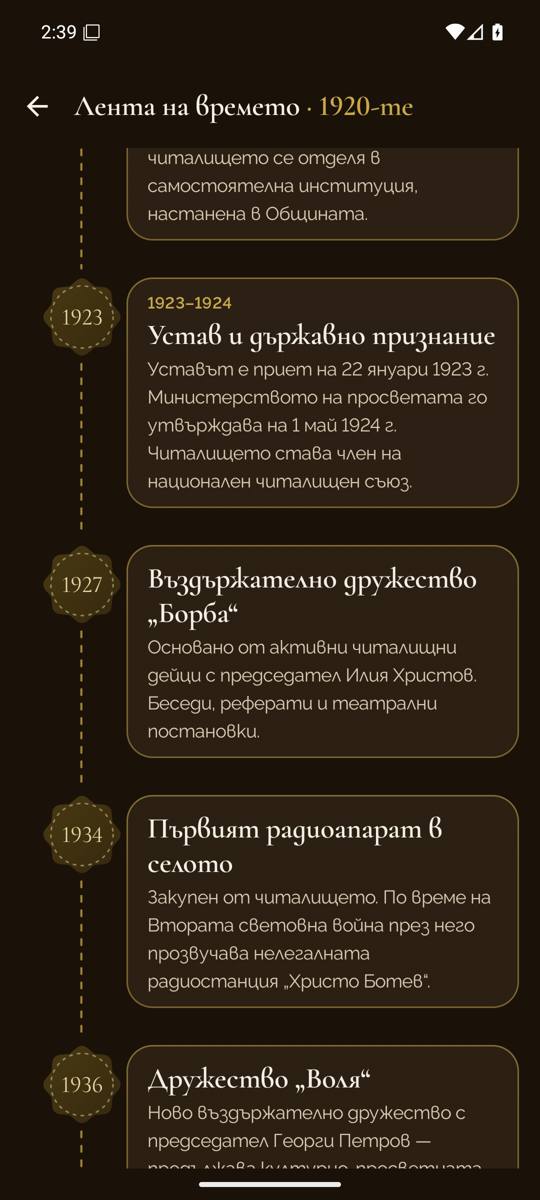 2:39
Лента на времето · 1920-те
читалището се отделя в
самостоятелна институция,
настанена в Общината.
1923
1923–1924
Устав и държавно признание
Уставът е приет на 22 януари 1923 г.
Министерството на просветата го
утвърждава на 1 май 1924 г.
Читалището става член на
национален читалищен съюз.
1927
Въздържателно дружество
„Борба“
Основано от активни читалищни
дейци с председател Илия Христов.
Беседи, реферати и театрални
постановки.
1934
Първият радиоапарат в
селото
Закупен от читалището. По време на
Втората световна война през него
прозвучава нелегалната
радиостанция „Христо Ботев“.
1936
Дружество „Воля“
Ново въздържателно дружество с
председател Георги Петров —
продължава културно-просветната